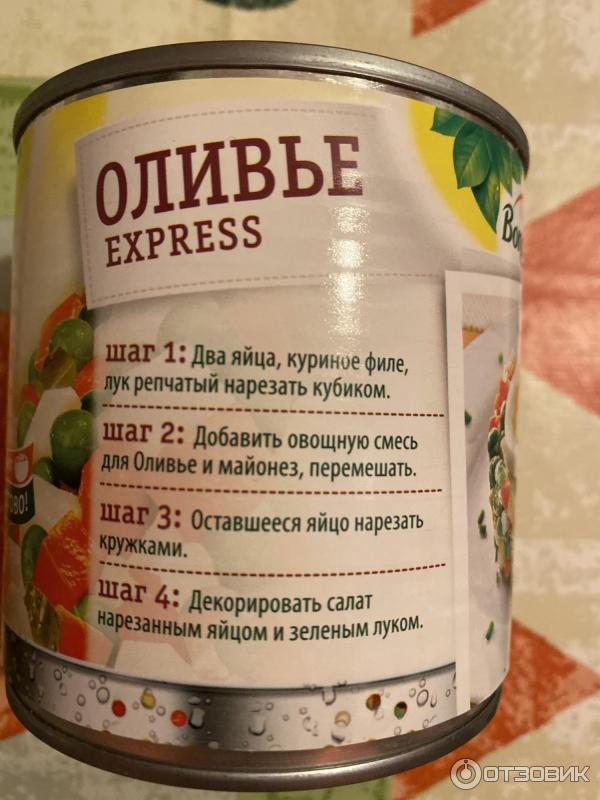 ОЛИВЬЕ
EXPRESS
шаг 1: Два яйца, куриное филе,
лук репчатый нарезать кубиком.
шаг 2: Добавить овощную смесь
для Оливье и майонез, перемешать.
шаг 3: Оставшееся яйцо нарезать
кружками.
шаг 4: Декорировать салат
нарезанным яйцом и зеленым луком.
ОТЗОВИК